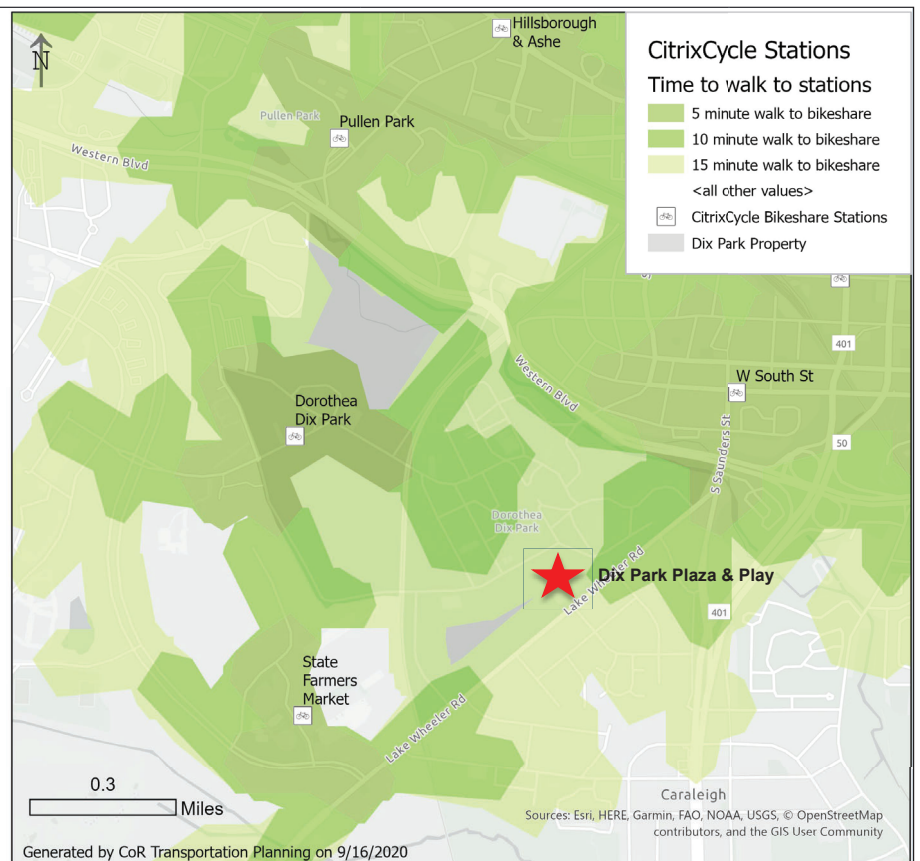 Hillsborough
& Ashe
N
CitrixCycle Stations
Time to walk to stations
5 minute walk to bikeshare
10 minute walk to bikeshare
15 minute walk to bikeshare
<all other values>
CitrixCycle Bikeshare Stations
Dix Park Property
Pullen Park
Pullen Park
Western Blvd
401
Western Blvd
W South St
Dorothea
Dix Park
50
S Saunders St
Dorothea
Dix Park
Dix Park Plaza & Play
Lake Wheeler Rd
401
State
Farmers
Market
Lake Wheeler Rd
0.3
Miles
Caraleigh
Sources: Esri, HERE, Garmin, FAO, NOAA, USGS, © OpenStreetMap
contributors, and the GIS User Community
Generated by CoR Transportation Planning on 9/16/2020